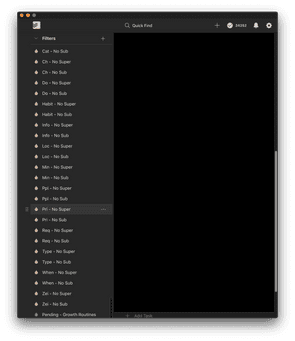 Quick Find
Filters
Cat - No Sub
Ch - No Super
Ch - No Sub
Do - No Super
Do - No Sub
Habit - No Super
Habit - No Sub
Info - No Super
Info - No Sub
Loc - No Super
Loc - No Sub
Min - No Super
Min - No Sub
Ppl - No Super
Ppl - No Sub
Pri - No Super
Pri - No Sub
Req - No Super
Req - No Sub
Type - No Super
Type - No Sub
When - No Super
When - No Sub
Zei - No Super
Zei - No Sub
Pending - Growth Routines
Add Task